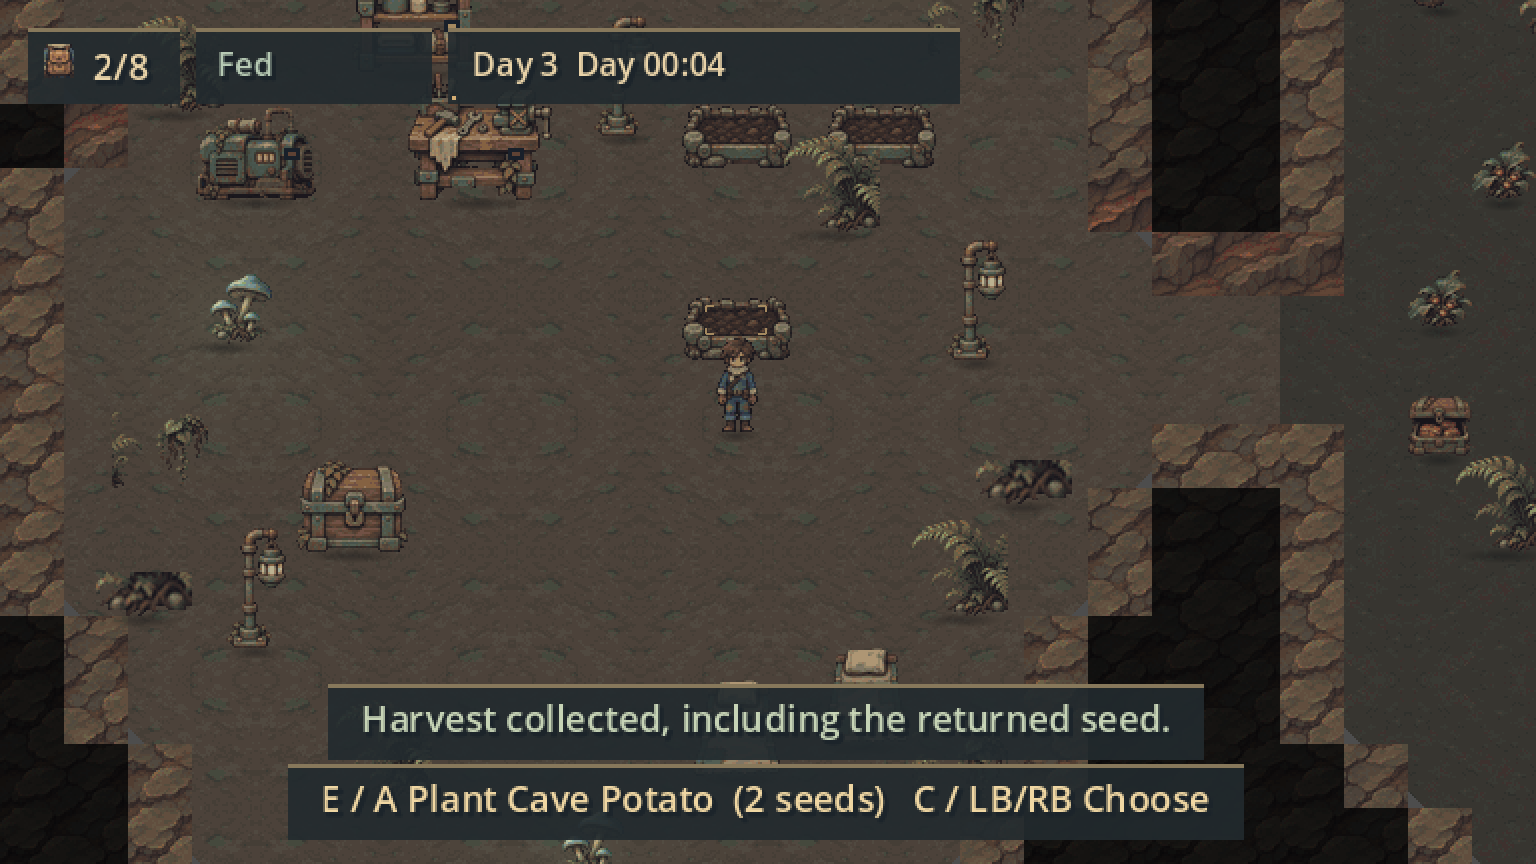 2/8
Fed
Day 3 Day 00:04
Harvest collected, including the returned seed.
E / A Plant Cave Potato (2 seeds) C / LB/RB Choose